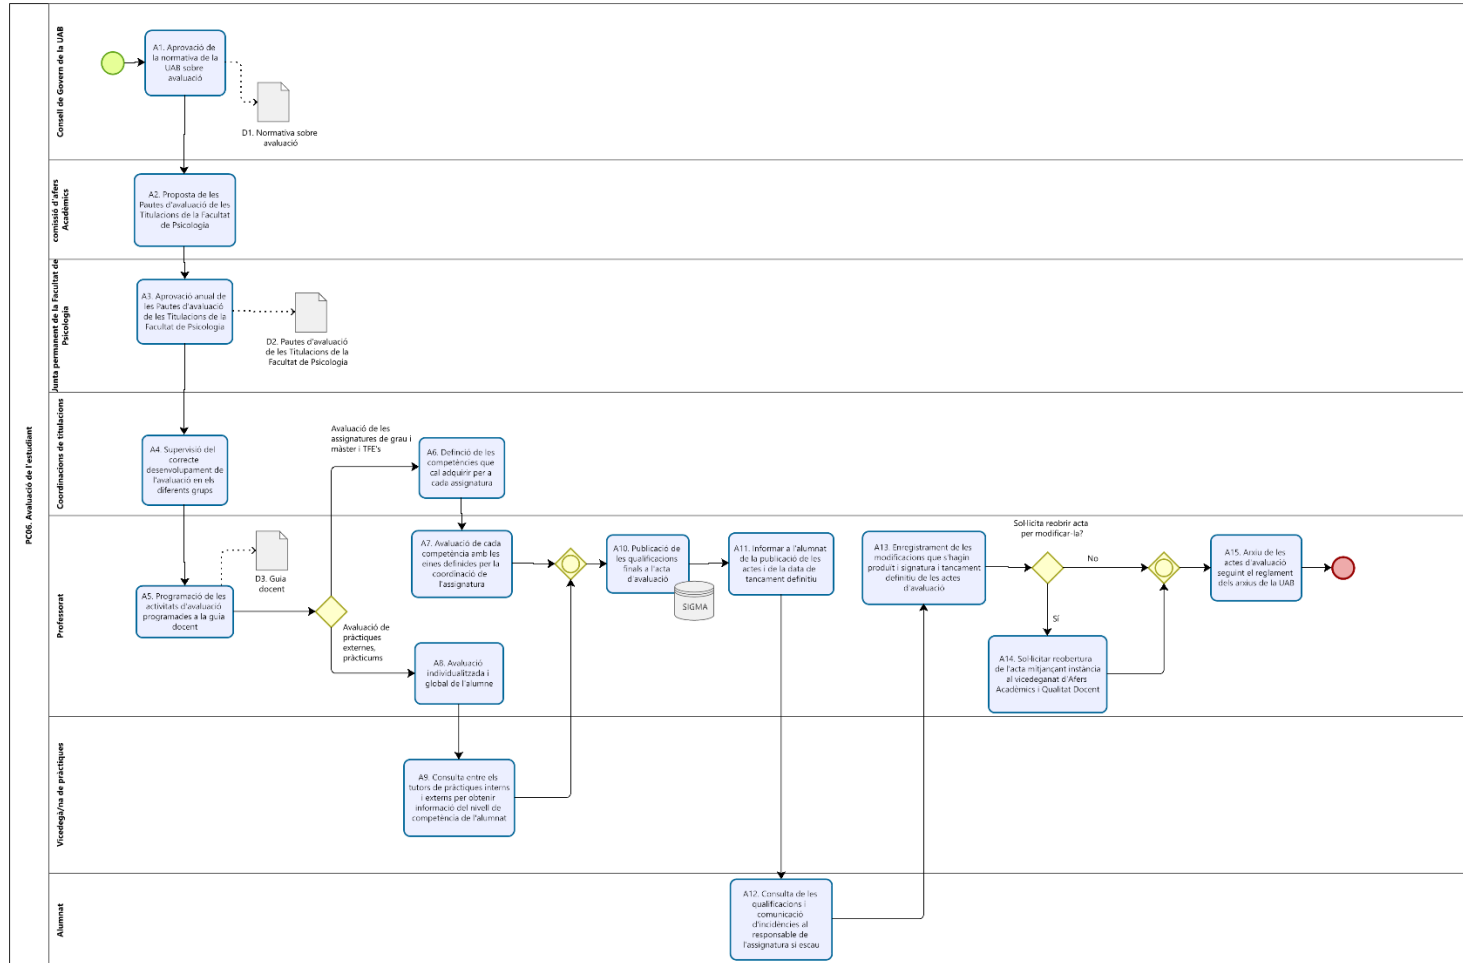 PC06. Avaluació de l'estudiant
Consell de Govern de la UAB
A1. Aprovació de
la normativa de la
UAB sobre
avaluació
D1. Normativa sobre
avaluació
comissió d'afers
Acadèmics
A2. Proposta de les
Pautes d'avaluació de les
Titulacions de la Facultat
de Psicologia
Junta permanent de la Facultat de
Psicologia
A3. Aprovació anual de
les Pautes d'avaluació
de les Titulacions de la
Facultat de Psicologia
D2. Pautes d'avaluació
de les Titulacions de la
Facultat de Psicologia
Coordinacions de titulacions
A4. Supervisió del
correcte
desenvolupament de
l'avaluació en els
diferents grups
Avaluació de les
assignatures de grau i
màster i TFE's
A6. Definció de les
competències que
cal adquirir per a
cada assignatura
Professorat
D3. Guia
docent
A5. Programació de les
activitats d'avaluació
programades a la guia
docent
Avaluació de
pràctiques
externes,
pràcticums
A7. Avaluació de cada
competència amb les
eines definides per la
coordinació de
l'assignatura
A8. Avaluació
individualitzada i
global de l'alumne
A10. Publicació de
les qualificacions
finals a l'acta
d'avaluació
SIGMA
A11. Informar a l'alumnat
de la publicació de les
actes i de la data de
tancament definitiu
A13. Enregistrament de les
modificacions que s'hagin
produit i signatura i tancament
definitiu de les actes
d'avaluació
Sol·licita reobrir acta
per modificar-la?
No
Sí
A14. Sol·licitar reobertura
de l'acta mitjançant instància
al vicedeganat d'Afers
Acadèmics i Qualitat Docent
A15. Arxiu de les
actes d'avaluació
seguint el reglament
dels arxius de la UAB
Vicedegà/na de pràctiques
A9. Consulta entre els
tutors de pràctiques interns
i externs per obtenir
informació del nivell de
competència de l'alumnat
Alumnat
A12. Consulta de les
qualificacions i
comunicació
d'incidències al
responsable de
l'assignatura si escau